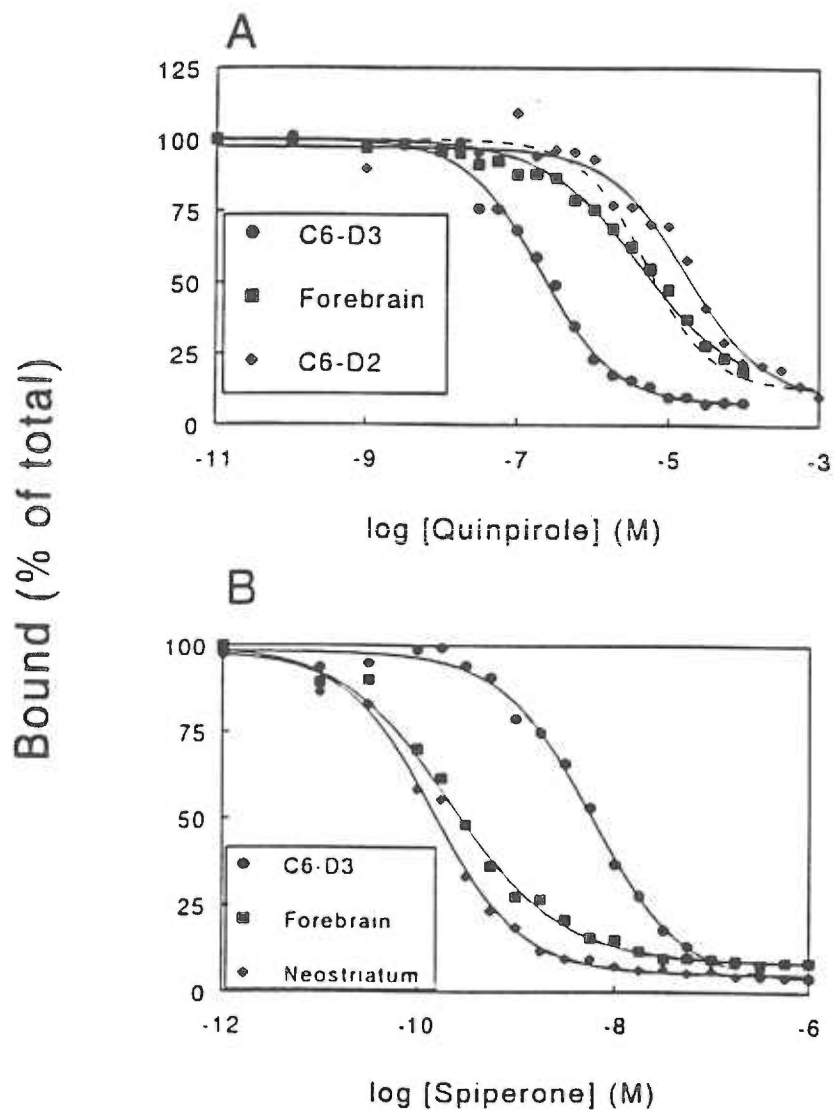 A
Bound (% of total)
125
100
75
50
25
0
C6-D3
Forebrain
C6-D2
-11 -9 -7 -5 -3
log [Quinpirole] (M)
B
100
75
50
25
0
C6-D3
Forebrain
Neostriatum
-12 -10 -8 -6
log [Spiperone] (M)